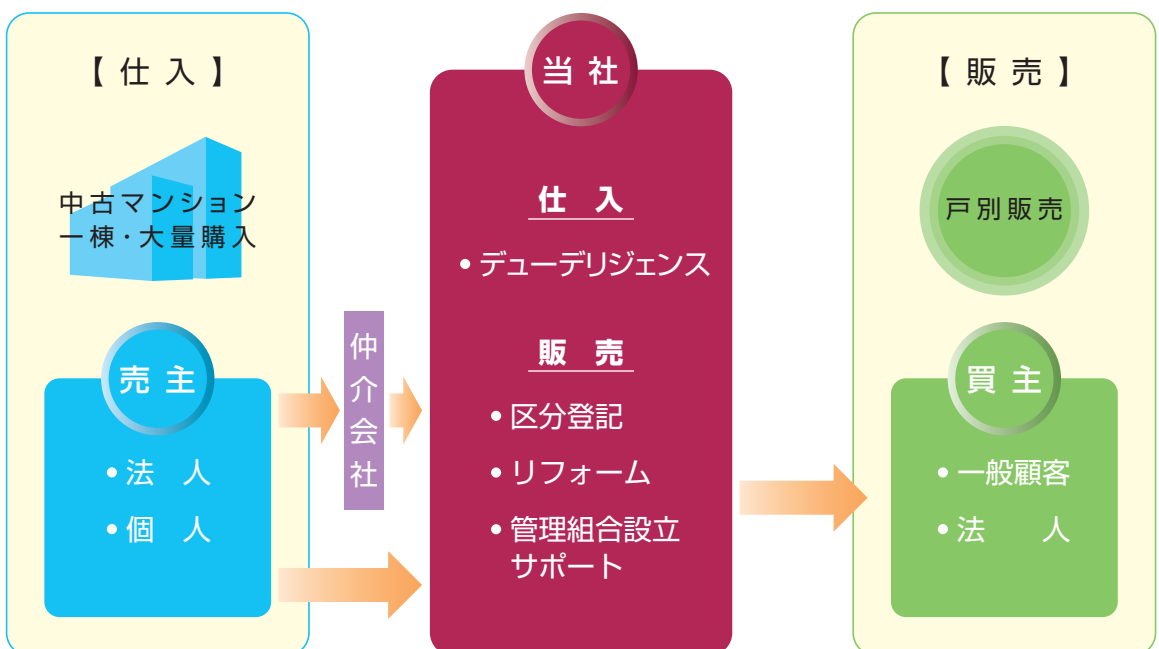 【仕入】
中古マンション
一棟・大量購入
売主
•法　人
•個　人
仲介会社
当社
仕　入
•デューデリジェンス
販　売
•区分登記
•リフォーム
•管理組合設立
サポート
【販売】
戸別販売
買主
•一般顧客
•法　　人